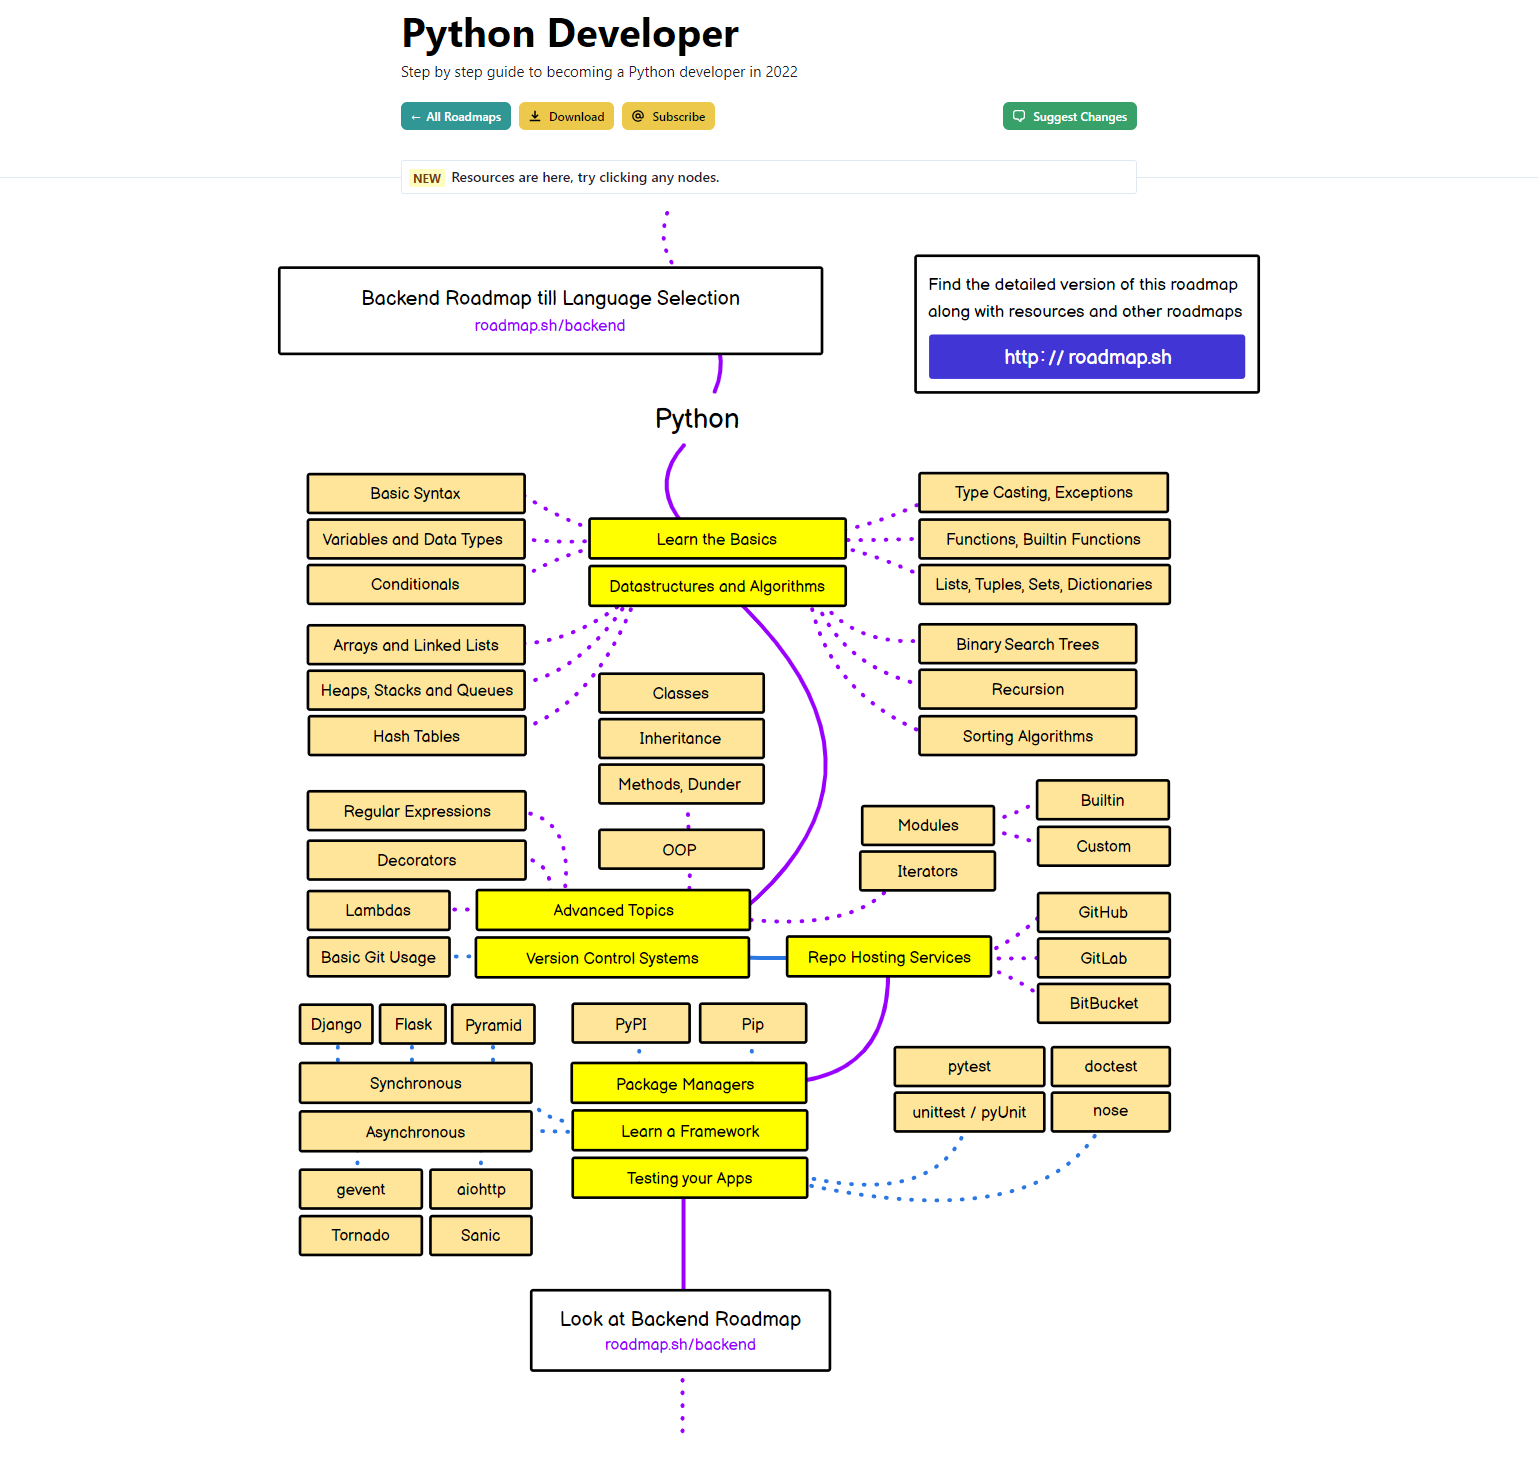 Python Developer
Step by step guide to becoming a Python developer in 2022
← All Roadmaps
Download
Subscribe
Suggest Changes
NEW Resources are here, try clicking any nodes.
Backend Roadmap till Language Selection
roadmap.sh/backend
Find the detailed version of this roadmap
along with resources and other roadmaps
http://roadmap.sh
Python
Basic Syntax
Variables and Data Types
Conditionals
Learn the Basics
Datastructures and Algorithms
Type Casting, Exceptions
Functions, Builtin Functions
Lists, Tuples, Sets, Dictionaries
Arrays and Linked Lists
Heaps, Stacks and Queues
Hash Tables
Binary Search Trees
Recursion
Sorting Algorithms
Classes
Inheritance
Methods, Dunder
OOP
Regular Expressions
Decorators
Lambdas
Basic Git Usage
Advanced Topics
Version Control Systems
Modules
Iterators
Builtin
Custom
Repo Hosting Services
GitHub
GitLab
BitBucket
Django
Flask
Pyramid
Synchronous
Asynchronous
gevent
aiohttp
Tornado
Sanic
PyPI
Pip
Package Managers
Learn a Framework
Testing your Apps
pytest
doctest
unittest / pyUnit
nose
Look at Backend Roadmap
roadmap.sh/backend